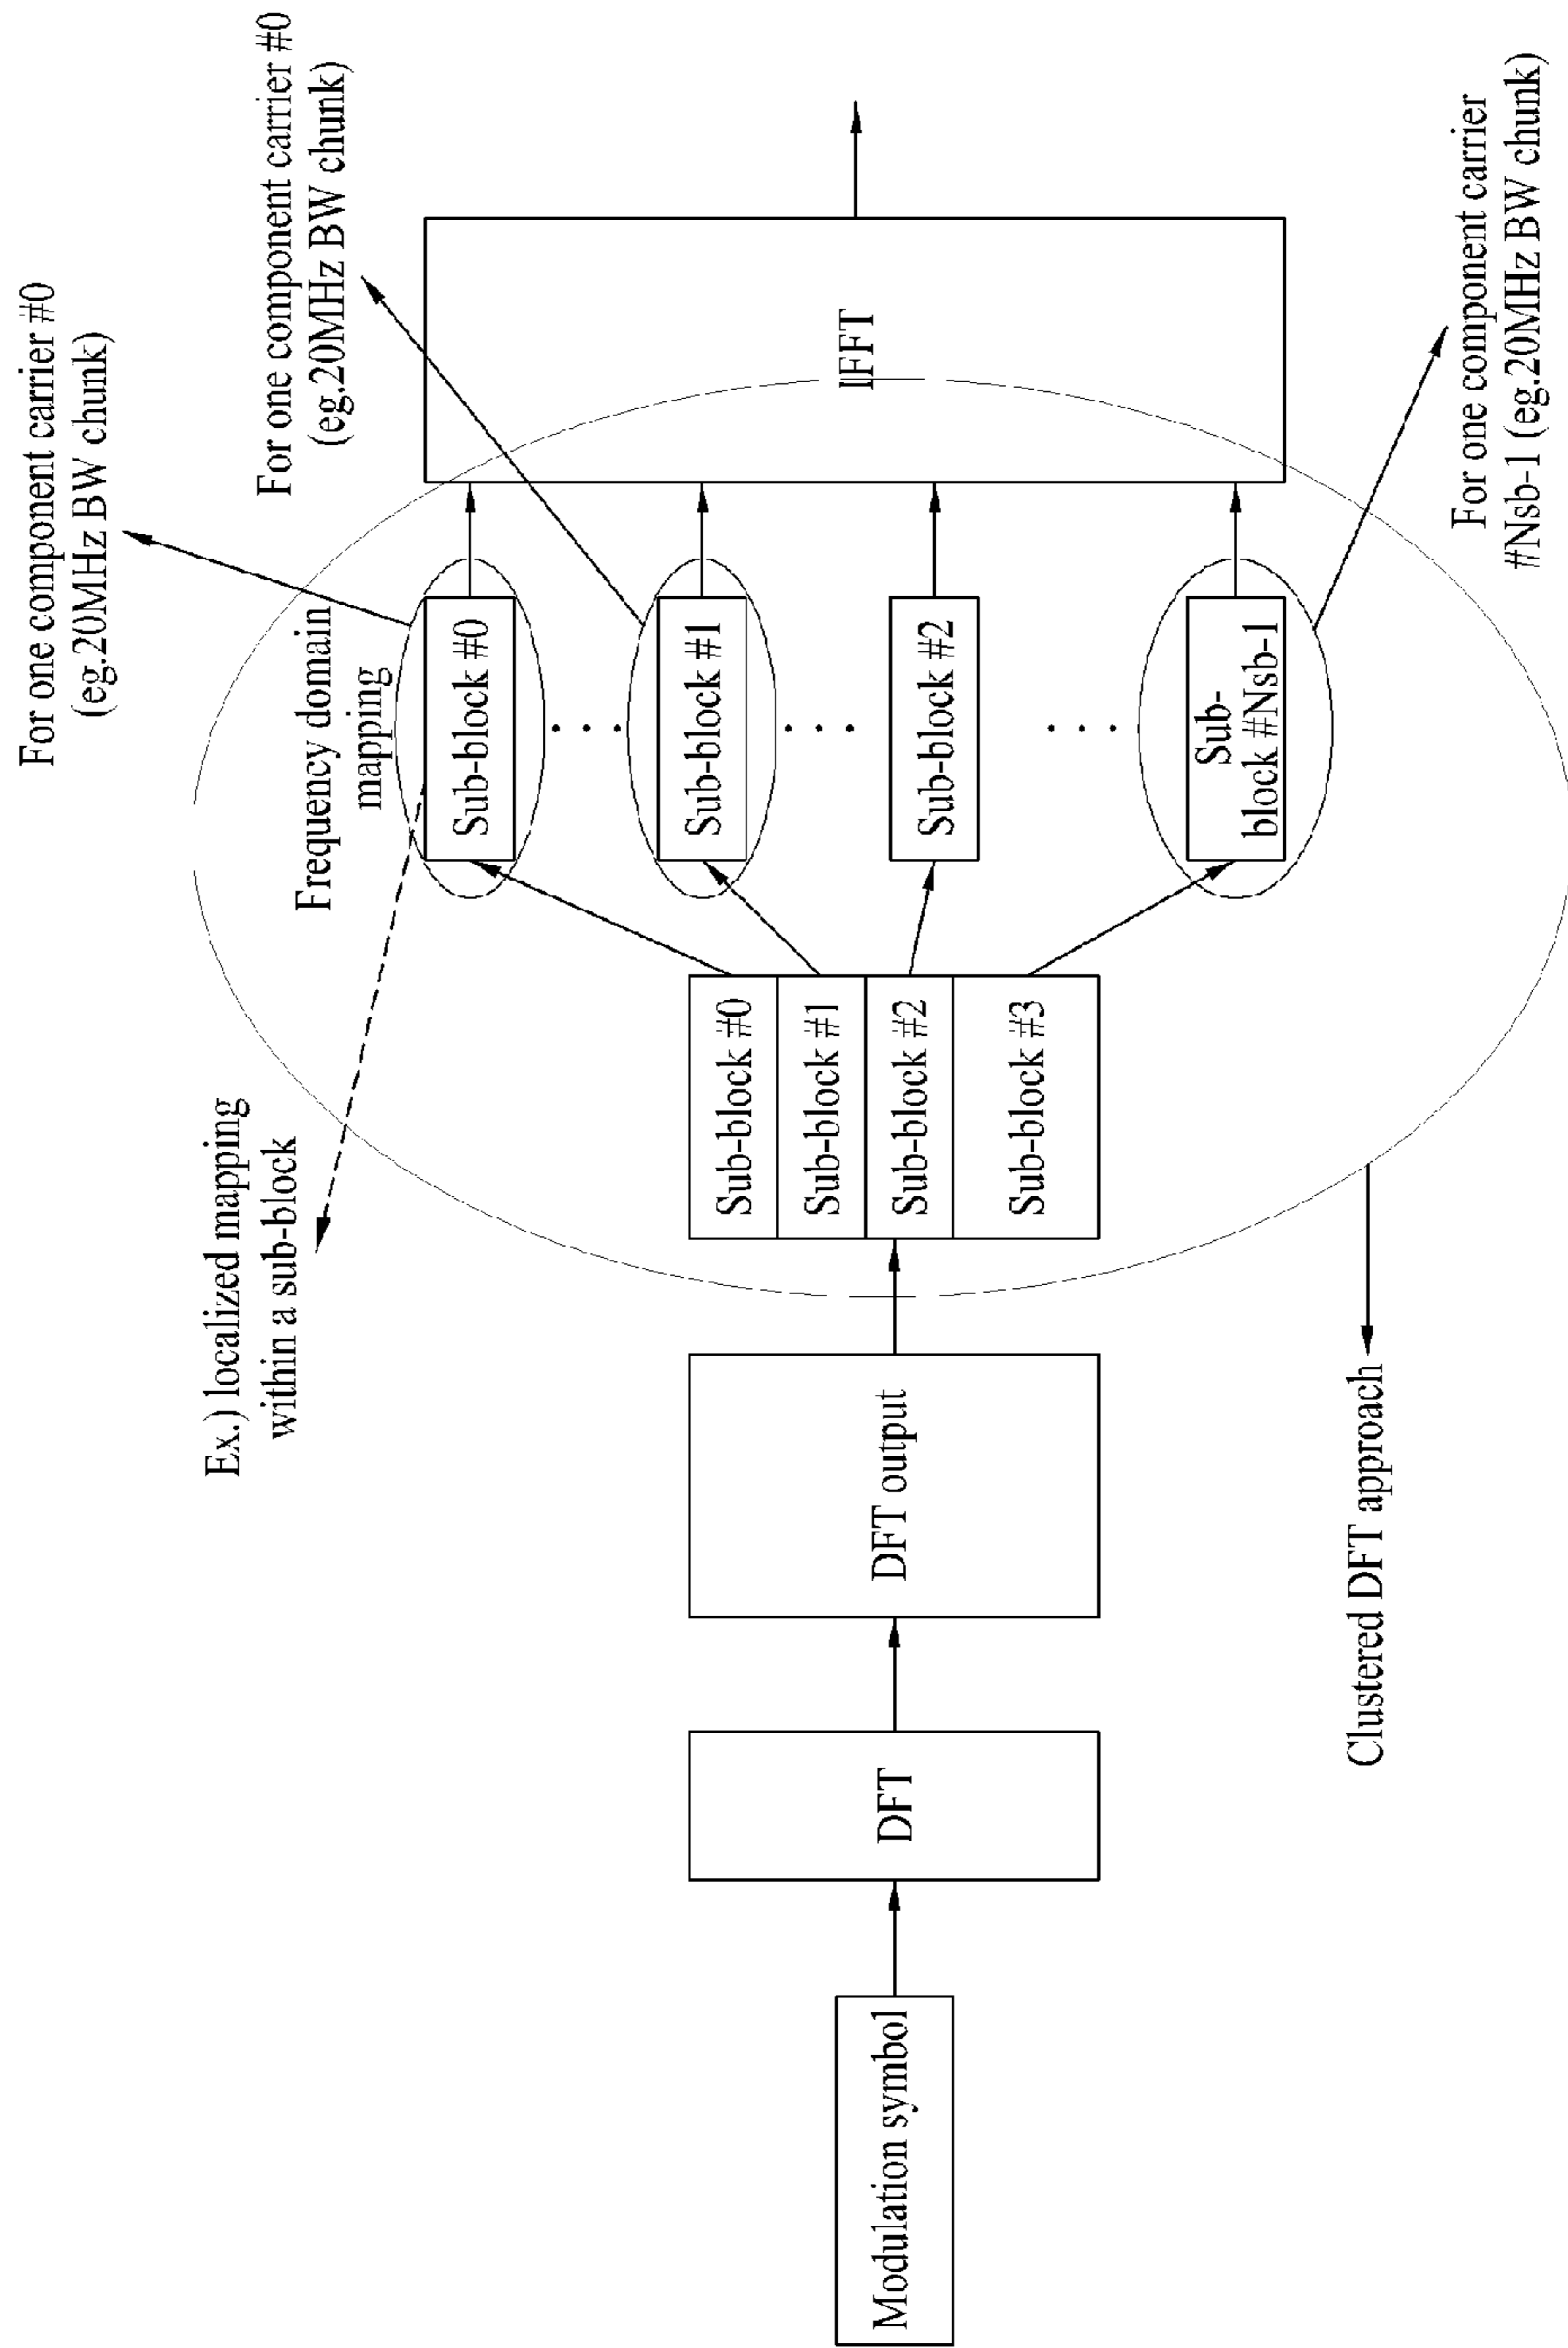 For one component carrier #0
(eg.20MHz BW chunk)
For one component carrier #0
(eg.20MHz BW chunk)
Ex.) localized mapping
within a sub-block
Frequency domain
mapping
Modulation symbol
DFT
DFT output
Sub-block #0
Sub-block #1
Sub-block #2
Sub-block #3
Sub-block #0
Sub-block #1
Sub-block #2
Sub-
block #Nsb-1
IFFT
Clustered DFT approach
For one component carrier
#Nsb-1 (eg.20MHz BW chunk)